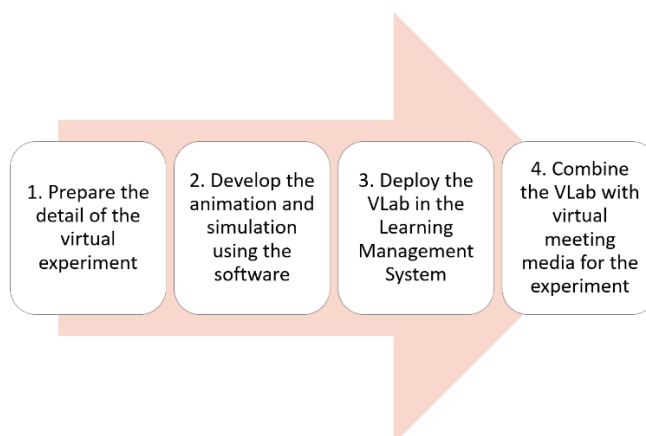 1. Prepare the
detail of the
virtual
experiment
2. Develop the
animation and
simulation
using the
software
3. Deploy the
VLab in the
Learning
Management
System
4. Combine
the VLab with
virtual
meeting
media for the
experiment